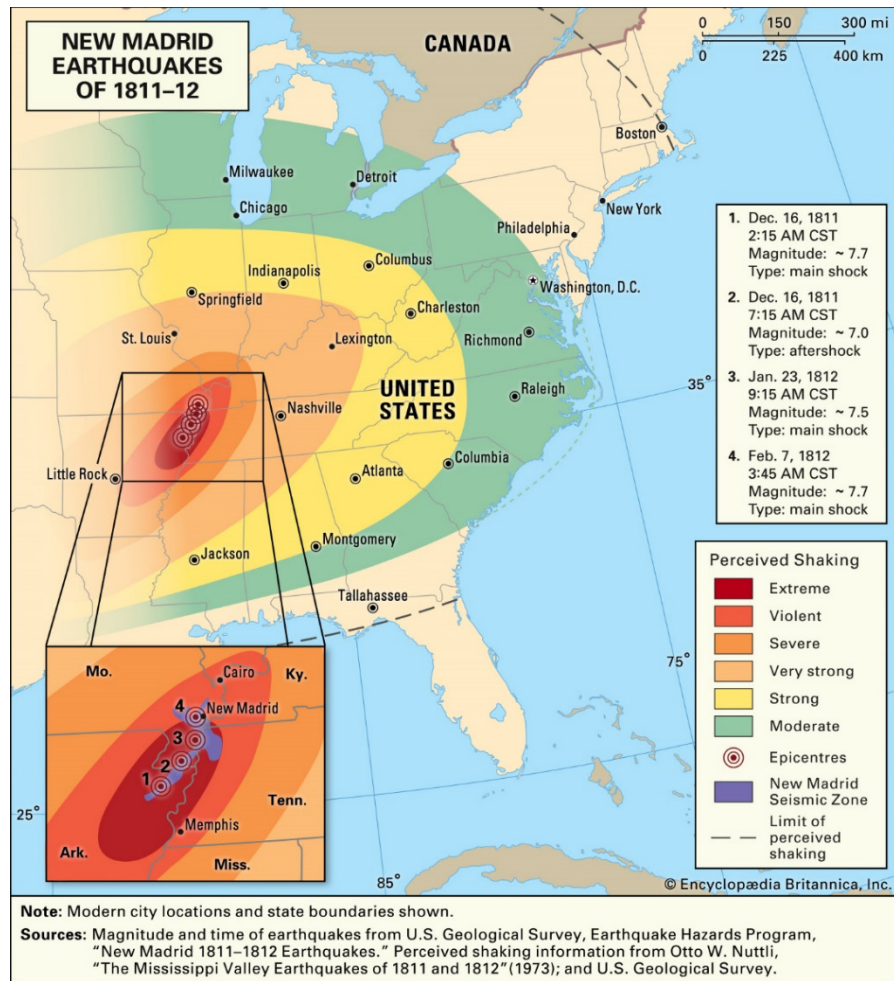 NEW MADRID
EARTHQUAKES
OF 1811–12
CANADA
0 150 300 mi
0 225 400 km
Boston
Milwaukee
Detroit
Chicago
New York
Philadelphia
Columbus
Indianapolis
Washington, D.C.
Springfield
Charleston
St. Louis
Lexington
Richmond
UNITED
STATES
Raleigh
35°
Nashville
Little Rock
Atlanta
Columbia
Jackson
Montgomery
Tallahassee
1. Dec. 16, 1811
2:15 AM CST
Magnitude: ~ 7.7
Type: main shock
2. Dec. 16, 1811
7:15 AM CST
Magnitude: ~ 7.0
Type: aftershock
3. Jan. 23, 1812
9:15 AM CST
Magnitude: ~ 7.5
Type: main shock
4. Feb. 7, 1812
3:45 AM CST
Magnitude: ~ 7.7
Type: main shock
Perceived Shaking
Extreme
Violent
Severe
Very strong
Strong
Moderate
Epicentres
New Madrid
Seismic Zone
Limit of
perceived
shaking
75°
Mo.
Cairo
Ky.
4
New Madrid
3
2
1
Tenn.
Memphis
Ark.
Miss.
25°
85°
© Encyclopædia Britannica, Inc.
Note: Modern city locations and state boundaries shown.
Sources: Magnitude and time of earthquakes from U.S. Geological Survey, Earthquake Hazards Program,
“New Madrid 1811–1812 Earthquakes.” Perceived shaking information from Otto W. Nuttli,
“The Mississippi Valley Earthquakes of 1811 and 1812”(1973); and U.S. Geological Survey.